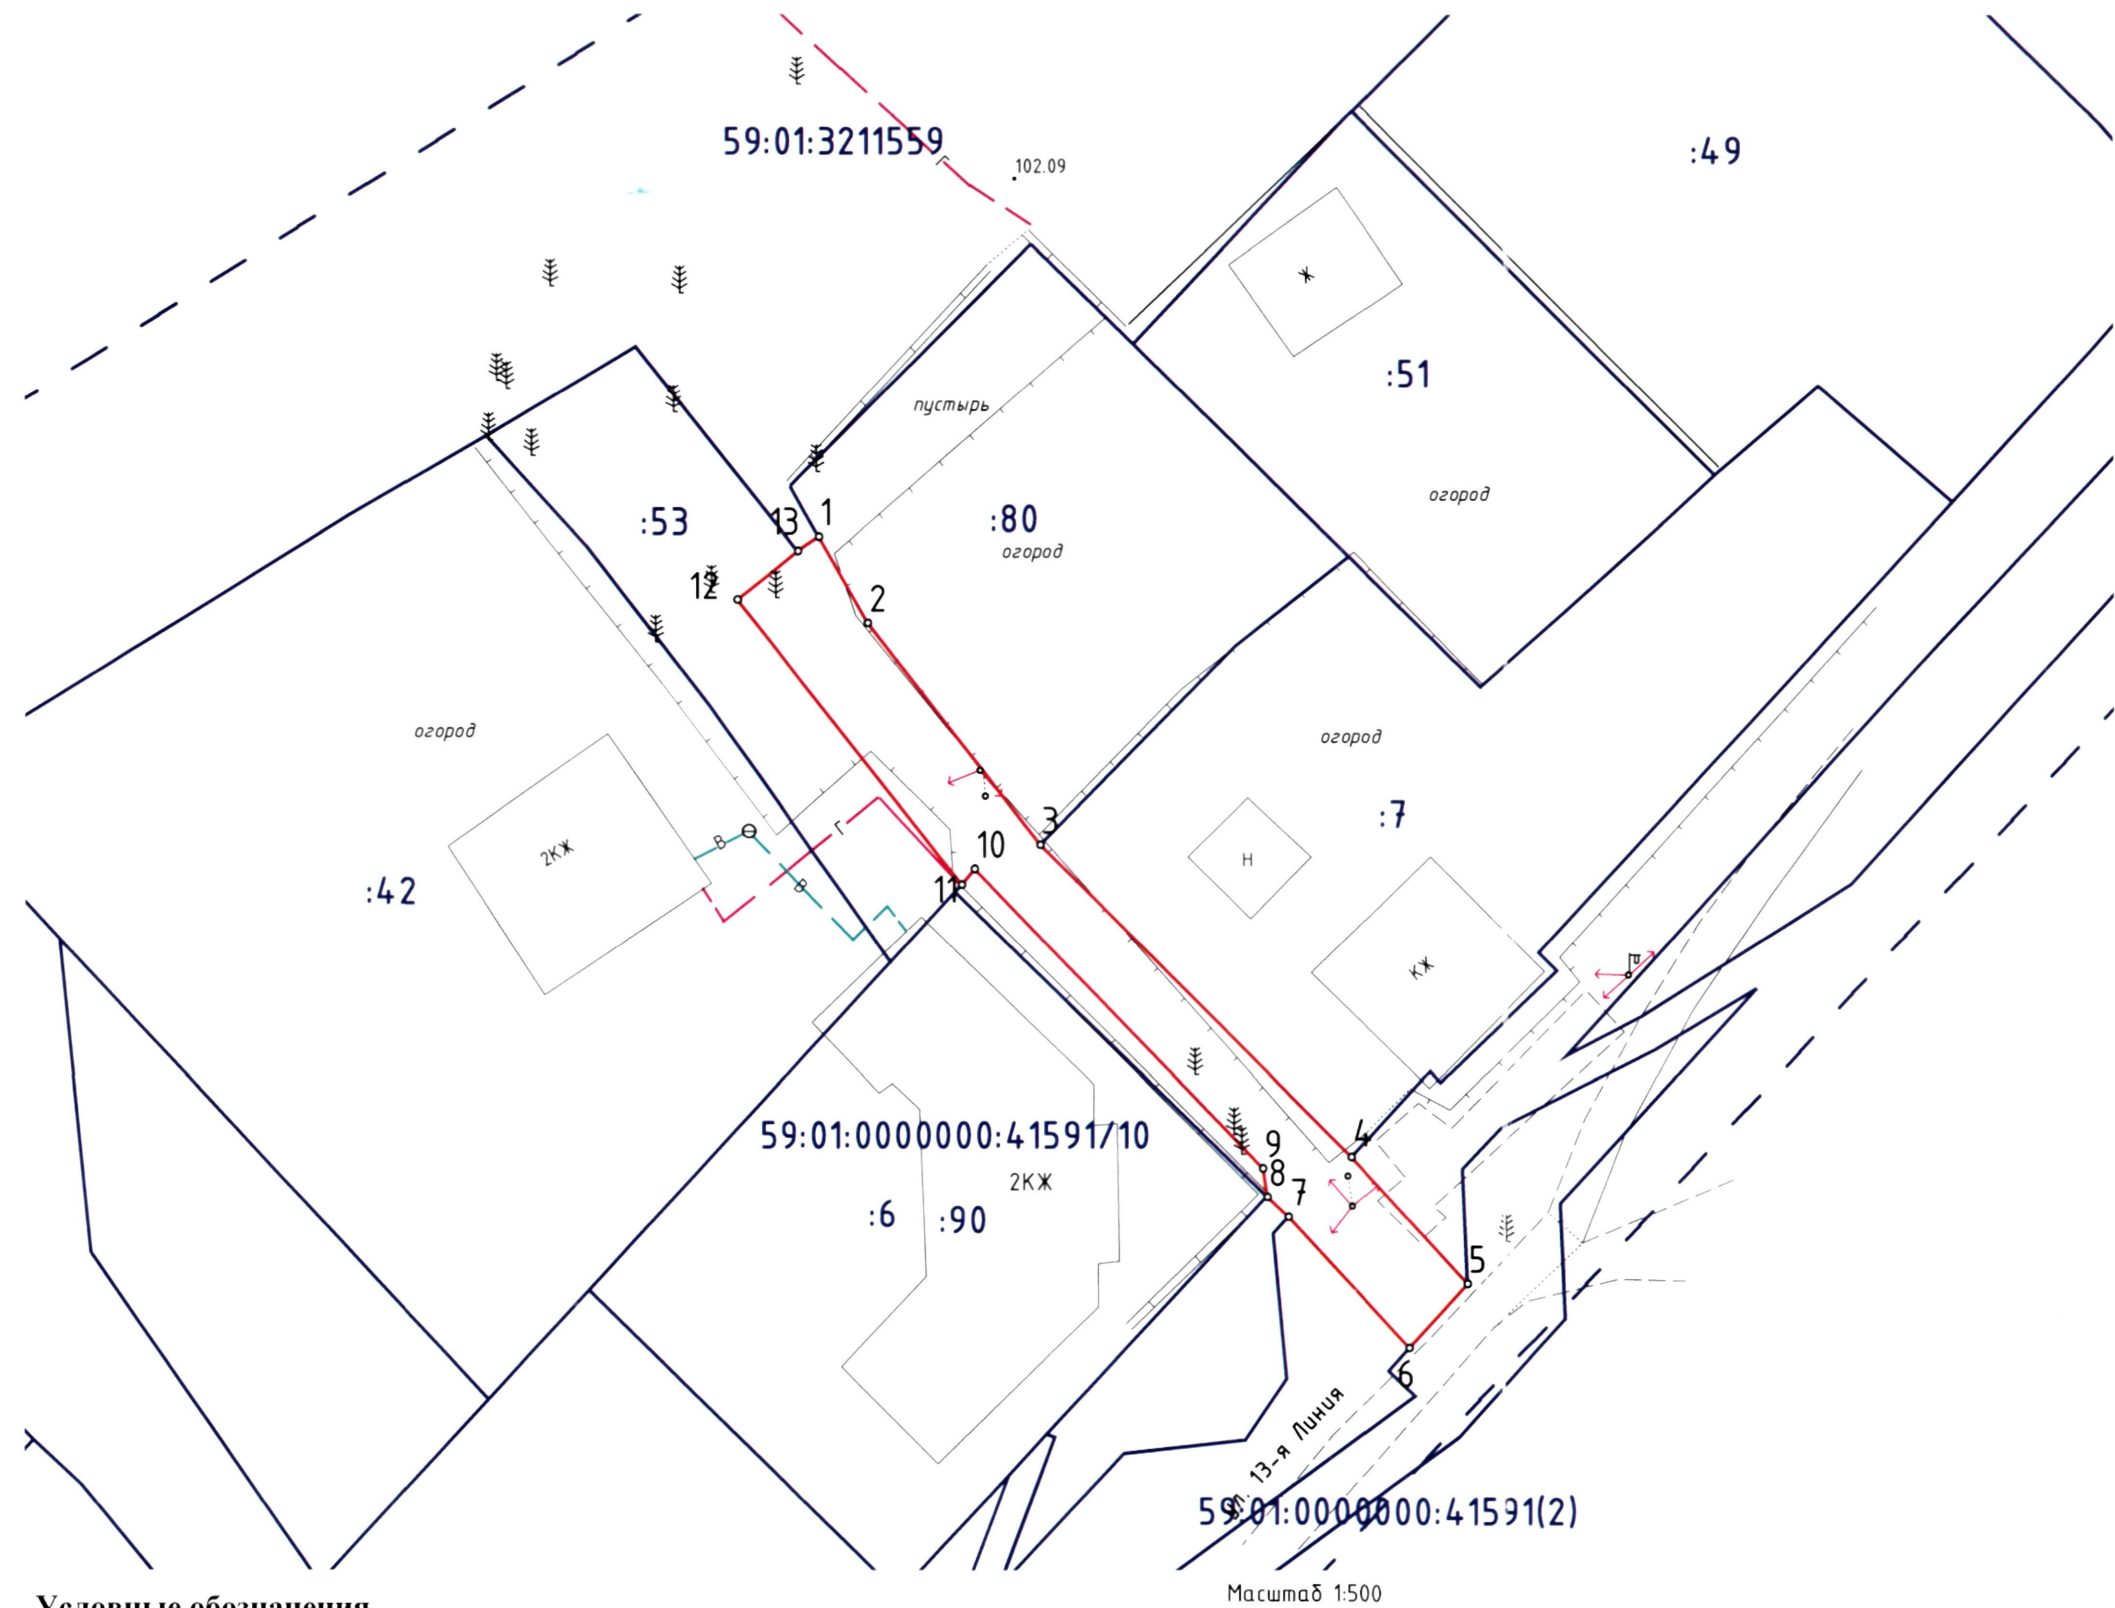 59:01:3211559
Г
102.09
:49
Ж
:51
пустырь
огород
:53
13
1
:80
огород
12
2
огород
огород
:7
3
В
Г
10
2КЖ
Н
:42
В
11
КЖ
59:01:0000000:41591/10
4
9
8
2КЖ
7
:6
:90
5
6
ул. 13-я Линия
59:01:0000000:41591(2)
Масштаб 1:500
Условные обозначения